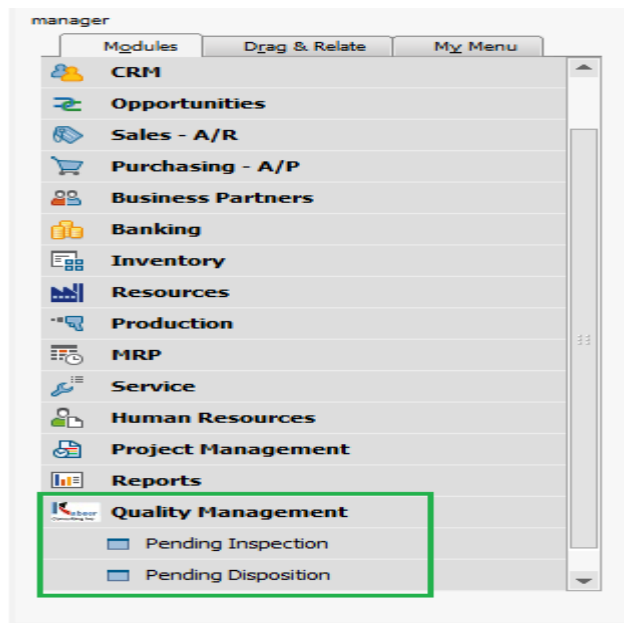 manager
Modules
Drag & Relate
My Menu
CRM
Opportunities
Sales - A/R
Purchasing - A/P
Business Partners
Banking
Inventory
Resources
Production
MRP
Service
Human Resources
Project Management
Reports
Quality Management
Pending Inspection
Pending Disposition